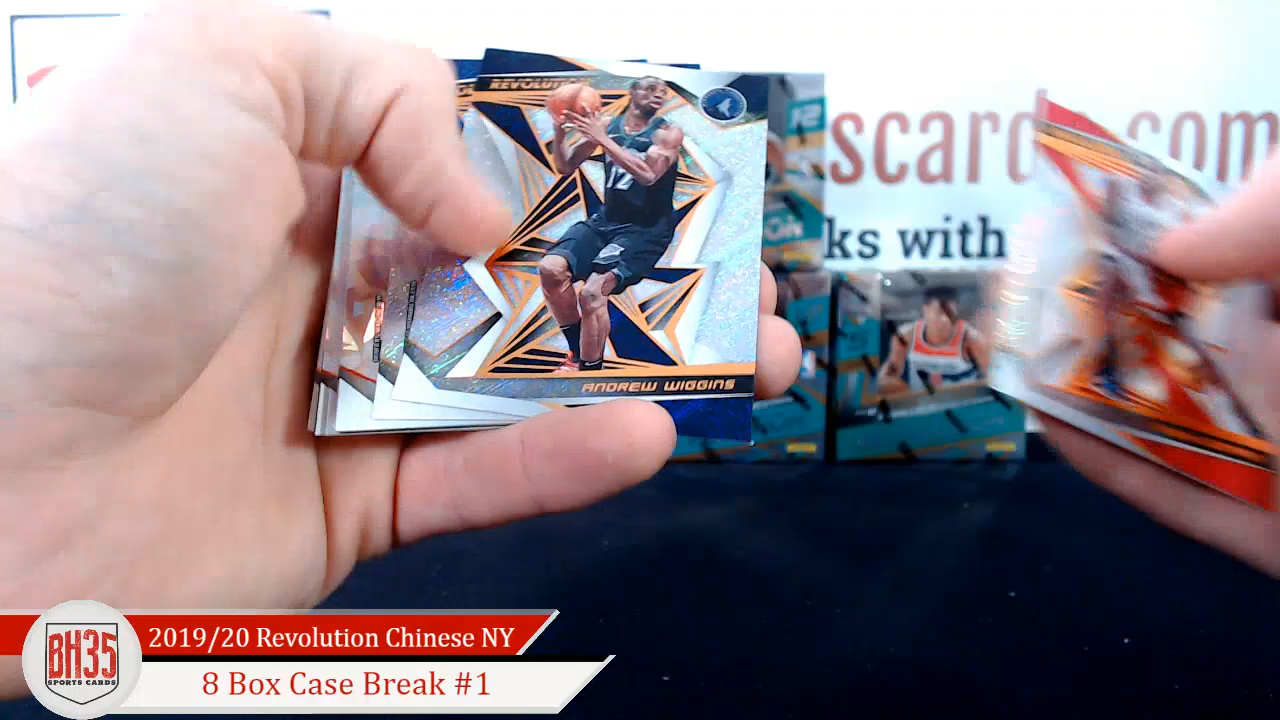 REVOLUTION
12
scard
.com
ks with
12
ANDREW WIGGINS
BH35
SPORTS CARDS
2019/20 Revolution Chinese NY
8 Box Case Break #1